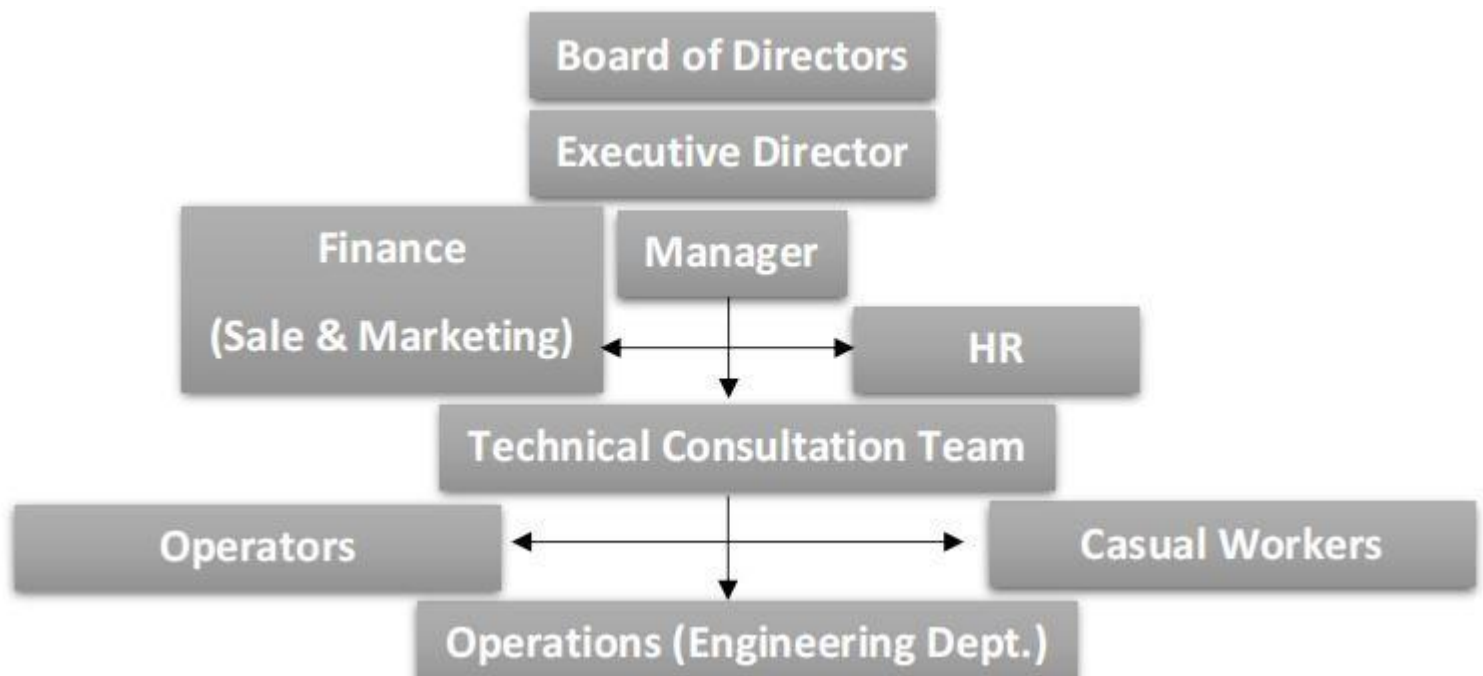 Board of Directors
Executive Director
Finance
(Sale & Marketing)
Manager
HR
Technical Consultation Team
Operators
Casual Workers
Operations (Engineering Dept.)